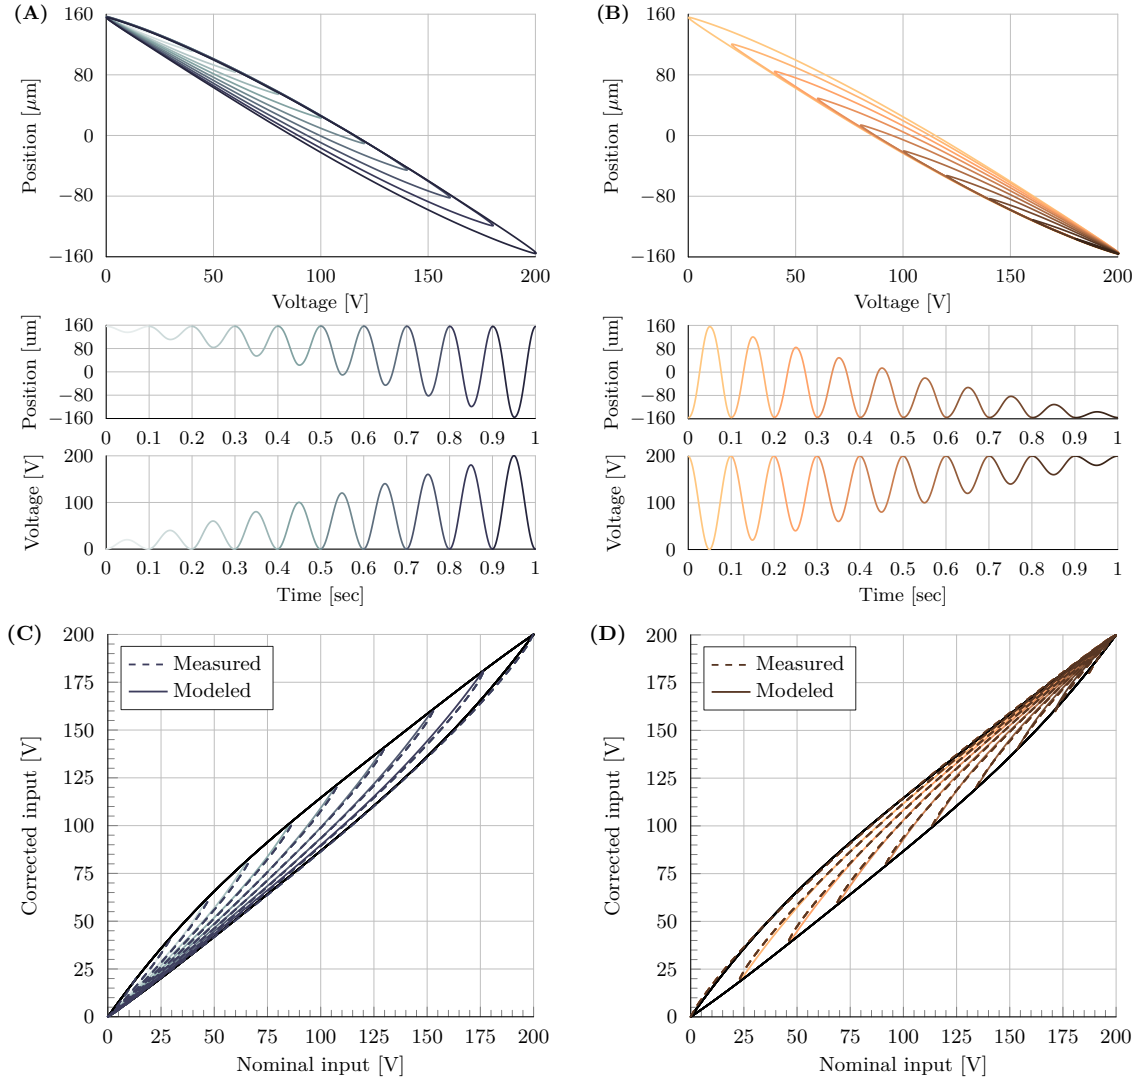 (A)
160
80
0
−80
−160
Position [μm]
0 50 100 150 200
Voltage [V]
160
80
0
−80
−160
Position [um]
0 0.1 0.2 0.3 0.4 0.5 0.6 0.7 0.8 0.9 1
200
100
0
Voltage [V]
0 0.1 0.2 0.3 0.4 0.5 0.6 0.7 0.8 0.9 1
Time [sec]
(B)
160
80
0
−80
−160
Position [μm]
0 50 100 150 200
Voltage [V]
160
80
0
−80
−160
Position [um]
0 0.1 0.2 0.3 0.4 0.5 0.6 0.7 0.8 0.9 1
200
100
0
Voltage [V]
0 0.1 0.2 0.3 0.4 0.5 0.6 0.7 0.8 0.9 1
Time [sec]
(C)
200
175
150
125
100
75
50
25
0
Corrected input [V]
Measured
Modeled
0 25 50 75 100 125 150 175 200
Nominal input [V]
(D)
200
175
150
125
100
75
50
25
0
Corrected input [V]
Measured
Modeled
0 25 50 75 100 125 150 175 200
Nominal input [V]